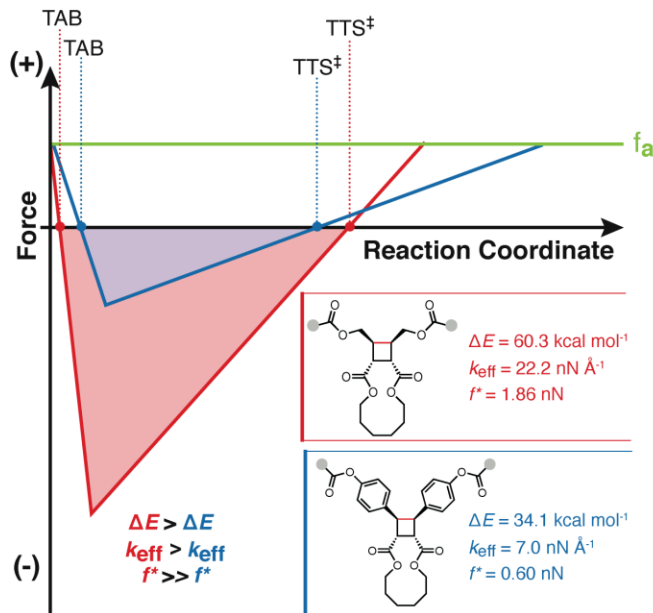 TAB
TAB
TTS‡
TTS‡
(+)
fa
Force
Reaction Coordinate
ΔE = 60.3 kcal mol⁻¹
keff = 22.2 nN Å⁻¹
f* = 1.86 nN
O
O
O
O
O
O
O
O
ΔE > ΔE
keff > keff
f* >> f*
(-)
ΔE = 34.1 kcal mol⁻¹
keff = 7.0 nN Å⁻¹
f* = 0.60 nN
O
O
O
O
O
O
O
O